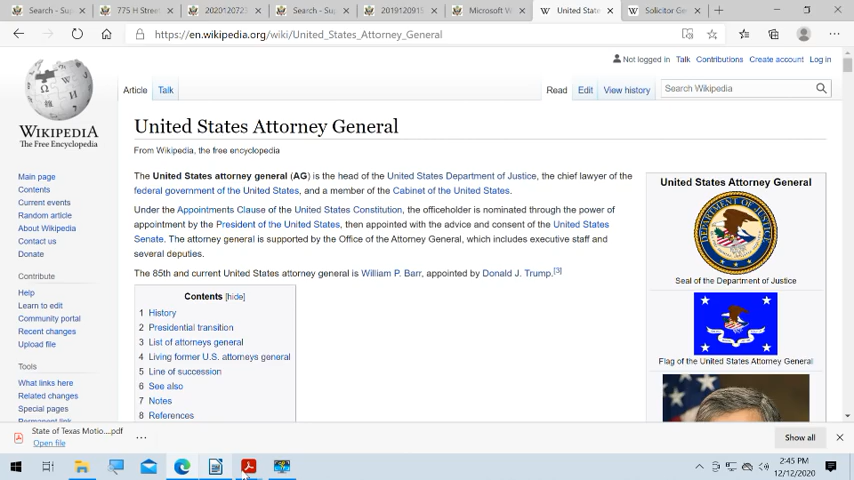 Search - Sup
775 H Street
2020120723
Search - Sup
2019120915
Microsoft W
United State
Solicitor Ge
https://en.wikipedia.org/wiki/United_States_Attorney_General
Not logged in Talk Contributions Create account Log in
Article Talk Read Edit View history Search Wikipedia
WIKIPEDIA
The Free Encyclopedia
Main page
Contents
Current events
Random article
About Wikipedia
Contact us
Donate
Contribute
Help
Learn to edit
Community portal
Recent changes
Upload file
Tools
What links here
Related changes
Special pages
Permanent link
United States Attorney General
From Wikipedia, the free encyclopedia
The United States attorney general (AG) is the head of the United States Department of Justice, the chief lawyer of the
federal government of the United States, and a member of the Cabinet of the United States.
Under the Appointments Clause of the United States Constitution, the officeholder is nominated through the power of
appointment by the President of the United States, then appointed with the advice and consent of the United States
Senate. The attorney general is supported by the Office of the Attorney General, which includes executive staff and
several deputies.
The 85th and current United States attorney general is William P. Barr, appointed by Donald J. Trump.[3]
Contents [hide]
1 History
2 Presidential transition
3 List of attorneys general
4 Living former U.S. attorneys general
5 Line of succession
6 See also
7 Notes
8 References
United States Attorney General
Seal of the Department of Justice
Flag of the United States Attorney General
State of Texas Motio....pdf
Open file
Show all
2:45 PM
12/12/2020